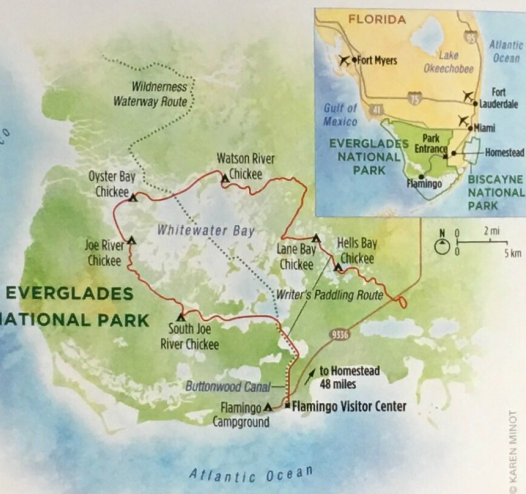 FLORIDA
95
Atlantic
Ocean
Lake
Okeechobee
Fort Myers
75
41
Fort
Lauderdale
Gulf of
Mexico
Miami
EVERGLADES
NATIONAL
PARK
Park
Entrance
Homestead
Flamingo
BISCAYNE
NATIONAL
PARK
Wilderness
Waterway Route
Watson River
Chickee
Oyster Bay
Chickee
Whitewater Bay
Joe River
Chickee
Lane Bay
Chickee
Hells Bay
Chickee
N
0
2 mi
0
5 km
EVERGLADES
NATIONAL PARK
Writer's Paddling Route
South Joe
River Chickee
9336
to Homestead
48 miles
Buttonwood Canal
Flamingo
Campground
Flamingo Visitor Center
Atlantic Ocean
© KAREN MINOT